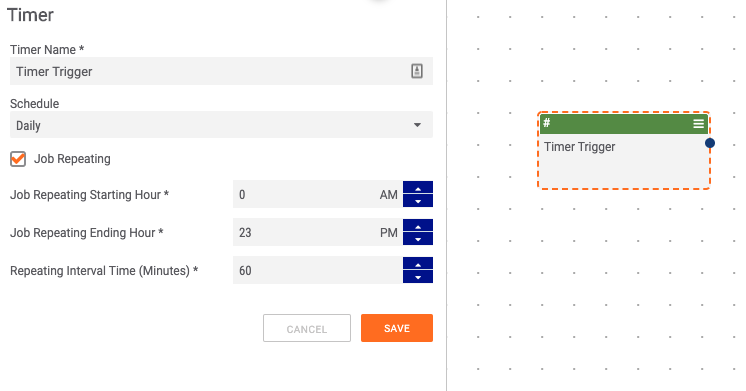 Timer
Timer Name *
Timer Trigger
Schedule
Daily
Job Repeating
Job Repeating Starting Hour * 0 AM
Job Repeating Ending Hour * 23 PM
Repeating Interval Time (Minutes) * 60
CANCEL SAVE
#
Timer Trigger